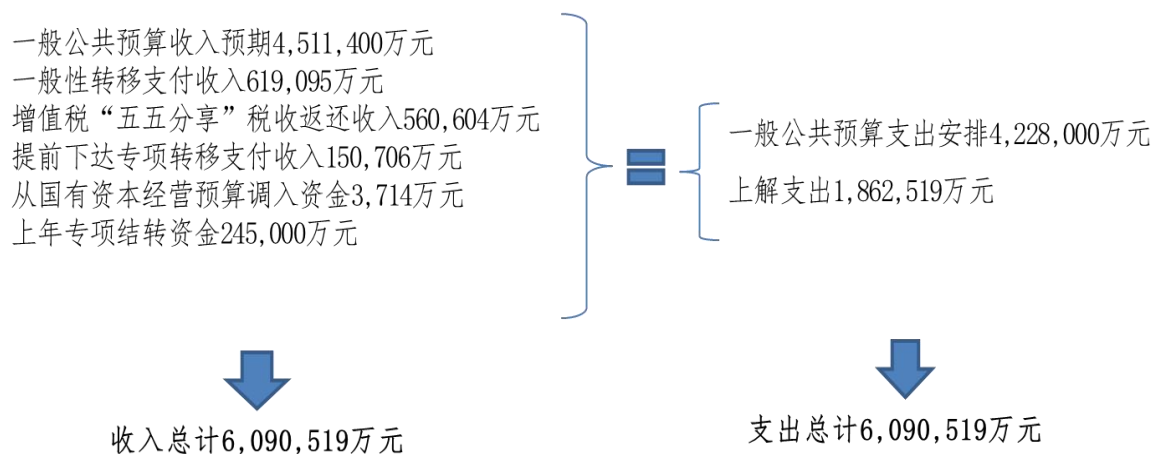 一般公共预算收入预期4,511,400万元
一般性转移支付收入619,095万元
增值税“五五分享”税收返还收入560,604万元
提前下达专项转移支付收入150,706万元
从国有资本经营预算调入资金3,714万元
上年专项结转资金245,000万元
一般公共预算支出安排4,228,000万元
上解支出1,862,519万元
收入总计6,090,519万元
支出总计6,090,519万元